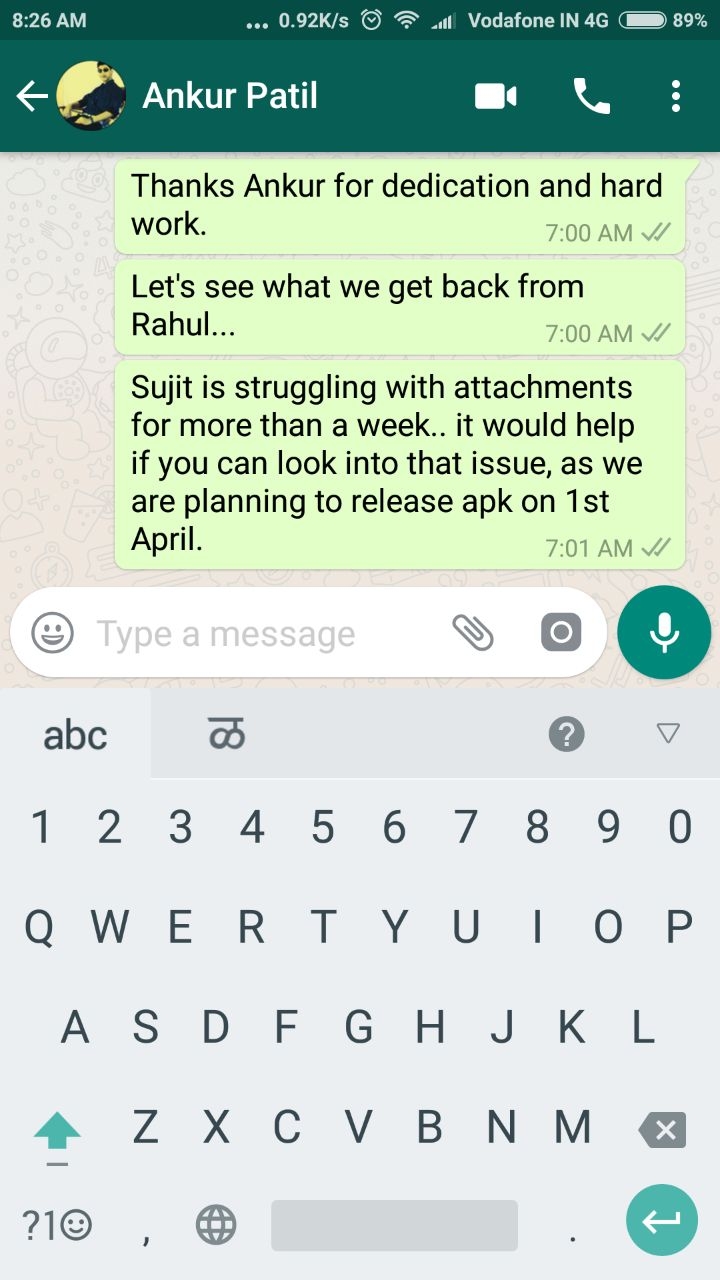 8:26 AM ... 0.92K/s Vodafone IN 4G 89%
Ankur Patil
Thanks Ankur for dedication and hard
work.
7:00 AM
Let's see what we get back from
Rahul...
7:00 AM
Sujit is struggling with attachments
for more than a week.. it would help
if you can look into that issue, as we
are planning to release apk on 1st
April.
7:01 AM
Type a message
abc ळ ?
1 2 3 4 5 6 7 8 9 0
Q W E R T Y U I O P
A S D F G H J K L
Z X C V B N M
?1☺ , .